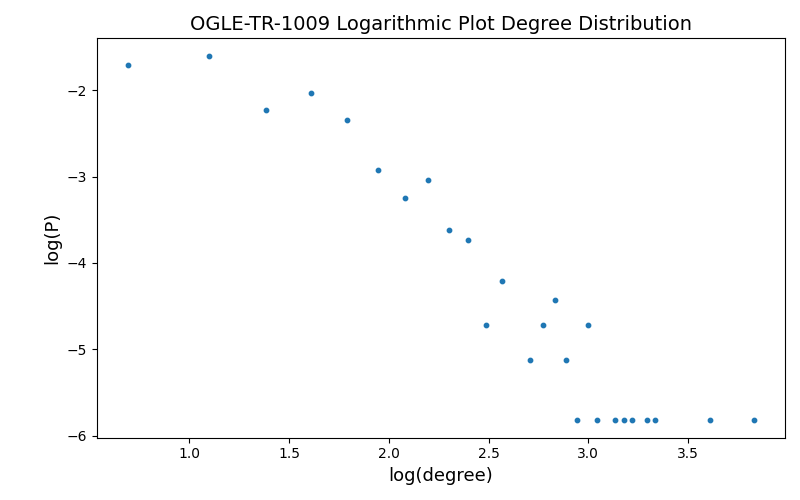 OGLE-TR-1009 Logarithmic Plot Degree Distribution
−2
−3
−4
−5
−6
log(P)
1.0 1.5 2.0 2.5 3.0 3.5
log(degree)